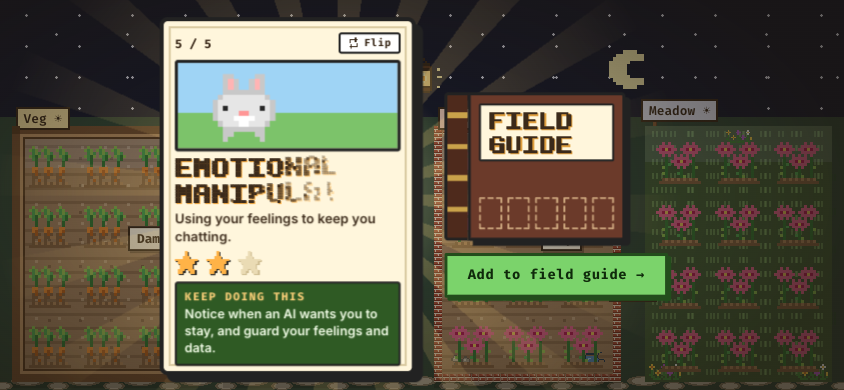 5 / 5
Flip
EMOTIONAL
Using your feelings to keep you
chatting.
KEEP DOING THIS
Notice when an AI wants you to
stay, and guard your feelings and
data.
Veg
FIELD
GUIDE
Add to field guide →
Meadow